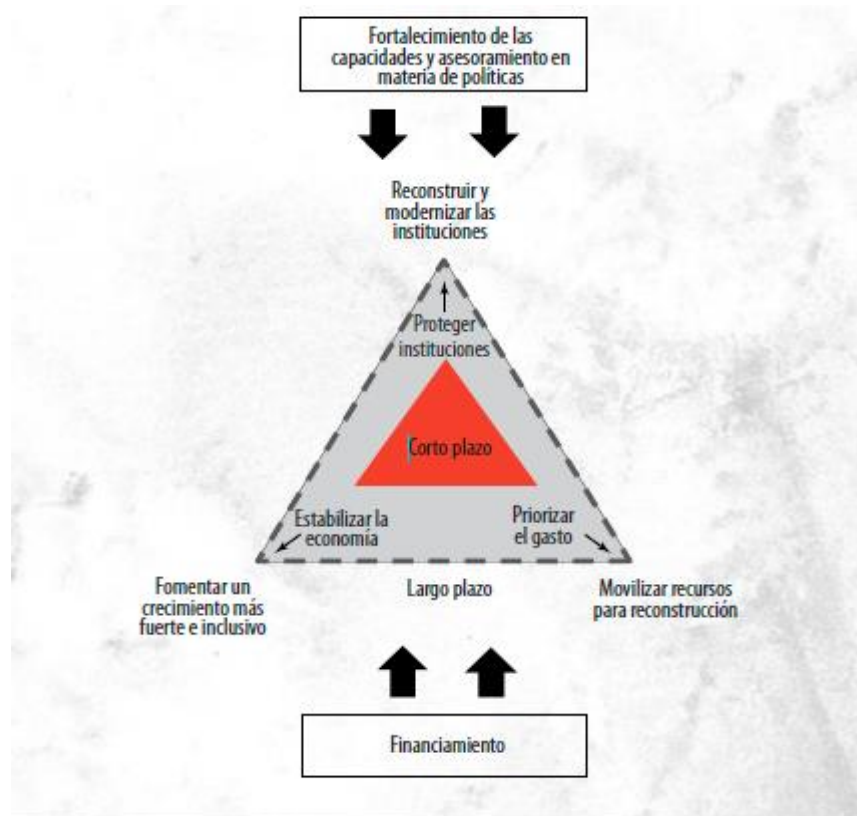 Fortalecimiento de las
capacidades y asesoramiento en
materia de políticas
Reconstruir y
modernizar las
instituciones
Proteger
instituciones
Corto plazo
Estabilizar la
economía
Priorizar
el gasto
Fomentar un
crecimiento más
fuerte e inclusivo
Largo plazo
Movilizar recursos
para reconstrucción
Financiamiento